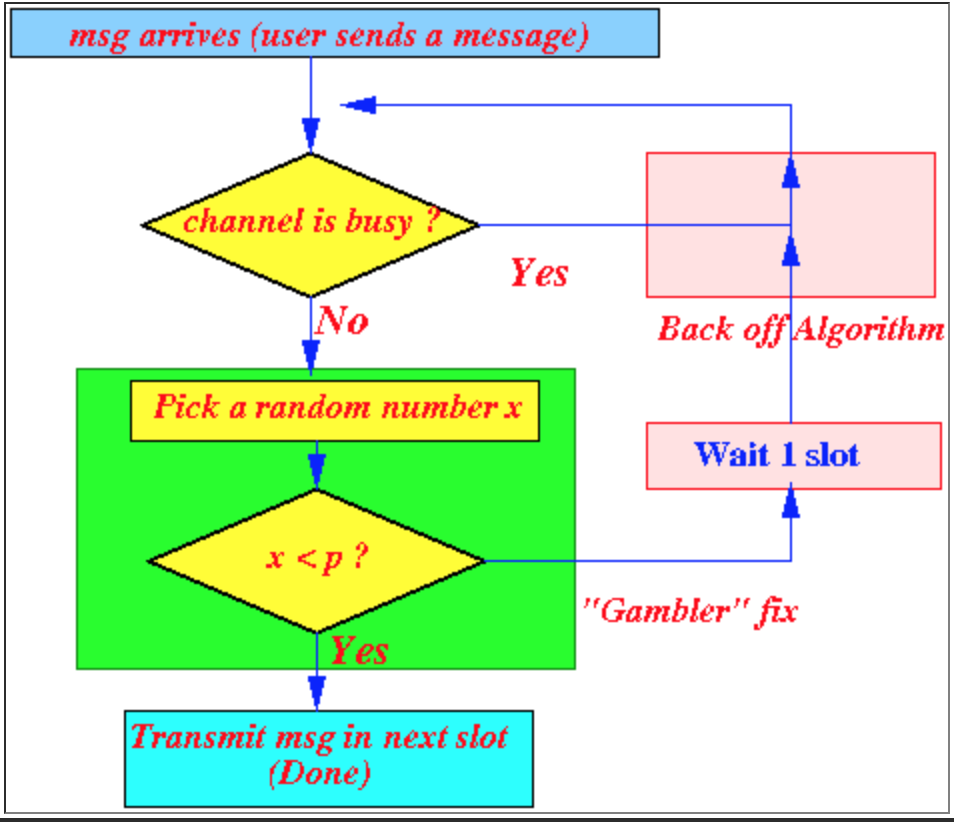 msg arrives (user sends a message)
channel is busy ?
Yes
No
Back off Algorithm
Pick a random number x
Wait 1 slot
x < p ?
"Gambler" fix
Yes
Transmit msg in next slot
(Done)